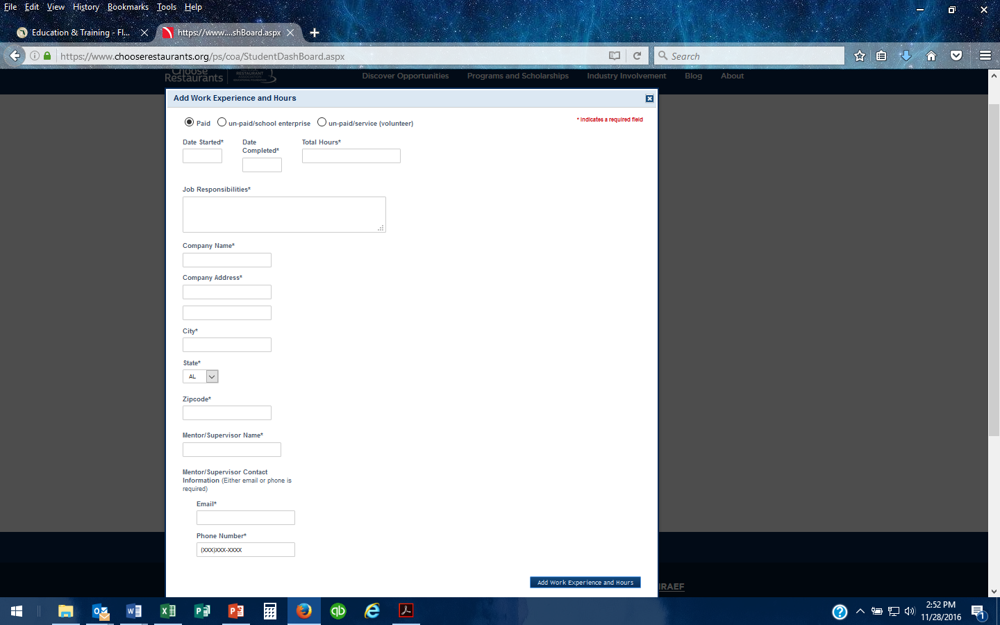 File Edit View History Bookmarks Tools Help
Education & Training - Fl...
https://www....shBoard.aspx
https://www.chooserestaurants.org/ps/coa/StudentDashBoard.aspx
Search
Choose
Restaurants
RESTAURANT
Discover Opportunities Programs and Scholarships Industry Involvement Blog About
Add Work Experience and Hours
Paid un-paid/school enterprise un-paid/service (volunteer)
* Indicates a required field
Date Started*
Date
Completed*
Total Hours*
Job Responsibilities*
Company Name*
Company Address*
City*
State*
AL
Zipcode*
Mentor/Supervisor Name*
Mentor/Supervisor Contact
Information (Either email or phone is
required)
Email*
Phone Number*
(XXX)XXX-XXXX
Add Work Experience and Hours
NRAEF
2:52 PM
11/28/2016
1